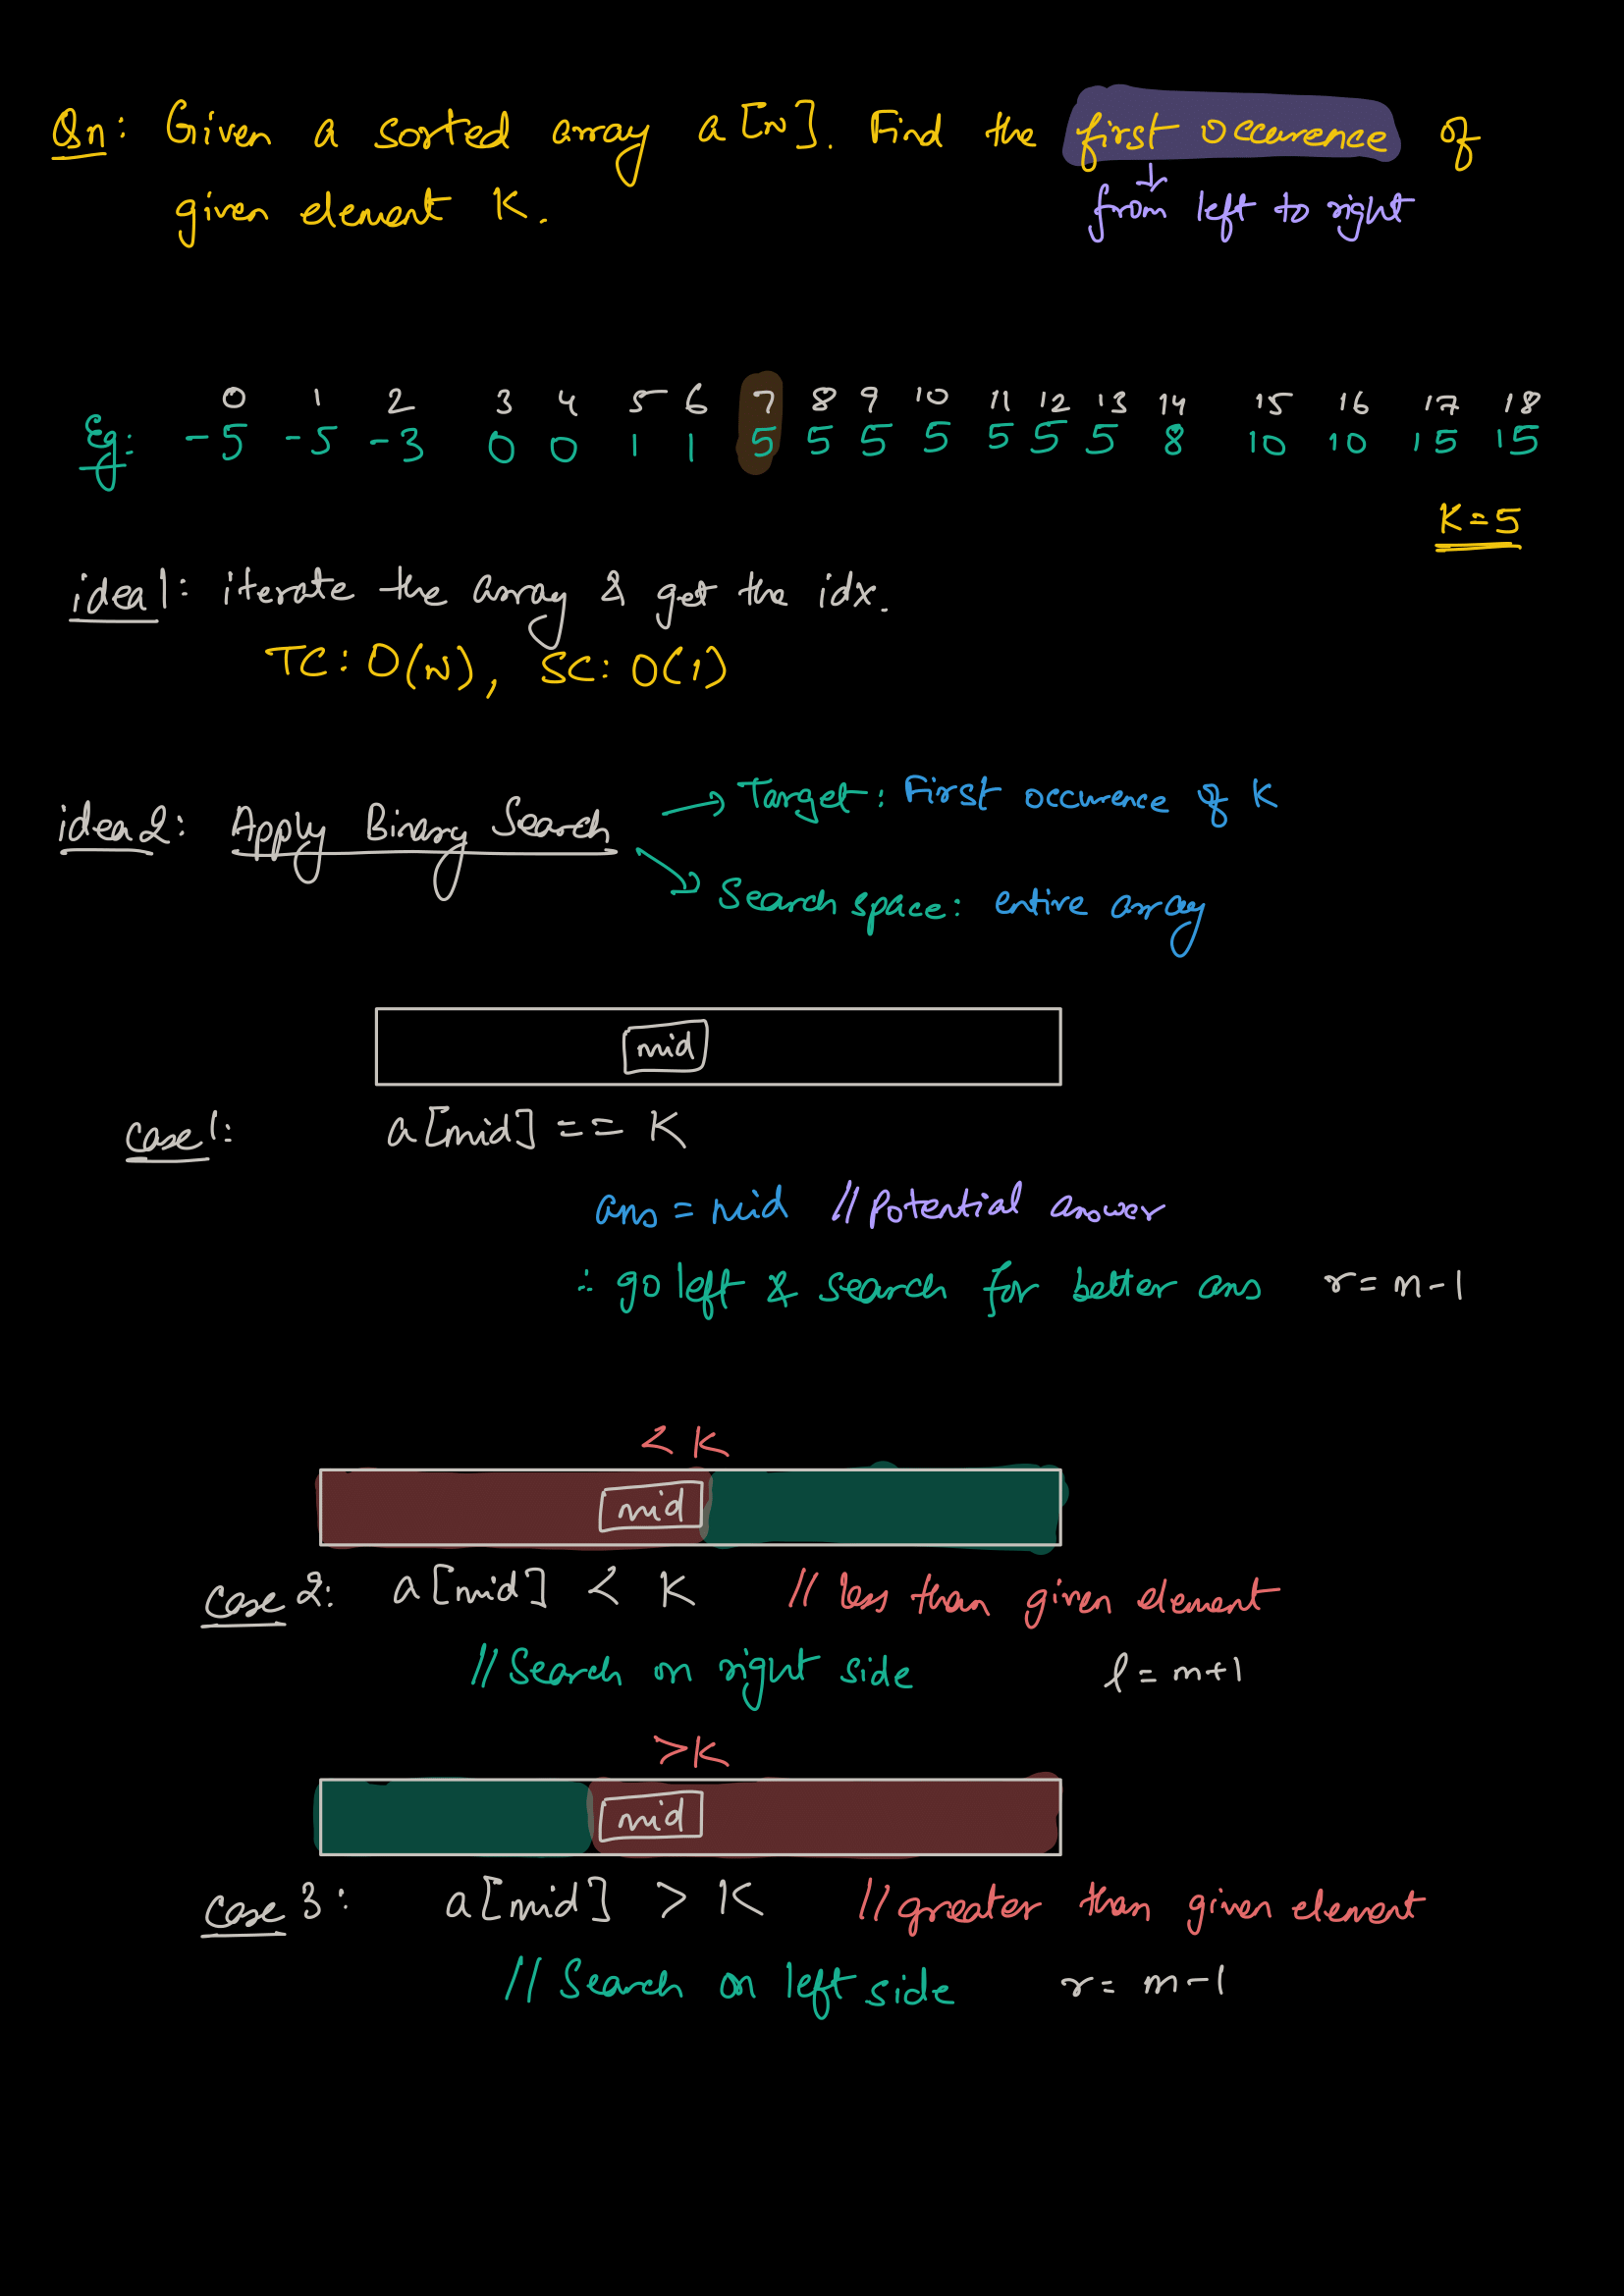 Qn: Given a sorted array a[N]. Find the first occurence of
given element K.
↓
from left to right
0 1 2 3 4 5 6 7 8 9 10 11 12 13 14 15 16 17 18
Eg: -5 -5 -3 0 0 1 1 5 5 5 5 5 5 5 8 10 10 15 15
K=5
idea1: iterate the array & get the idx.
TC: O(N), SC: O(1)
→ Target: First occurence of K
idea2: Apply Binary Search
→ Search space: entire array
mid
case1: a[mid] == K
ans = mid //Potential answer
∴ go left & search for better ans r= m-1
< K
mid
case 2: a[mid] < K // less than given element
//Search on right side l = m+1
>K
mid
case 3: a[mid] > K //greater than given element
// Search on left side r= m-1